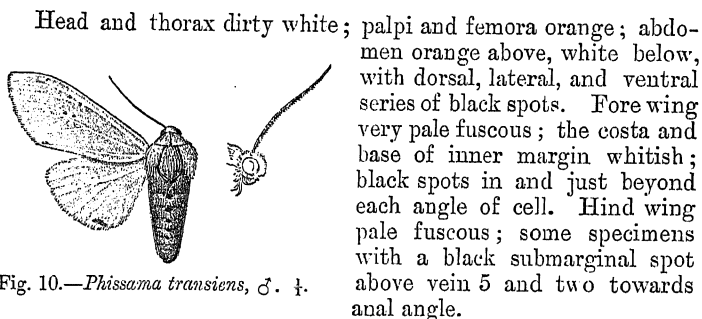 Head and thorax dirty white; palpi and femora orange; abdo-
men orange above, white below,
with dorsal, lateral, and ventral
series of black spots. Fore wing
very pale fuscous; the costa and
base of inner margin whitish;
black spots in and just beyond
each angle of cell. Hind wing
pale fuscous; some specimens
with a black submarginal spot
above vein 5 and two towards
anal angle.
Fig. 10.—Phissama transiens, ♂. ¼.